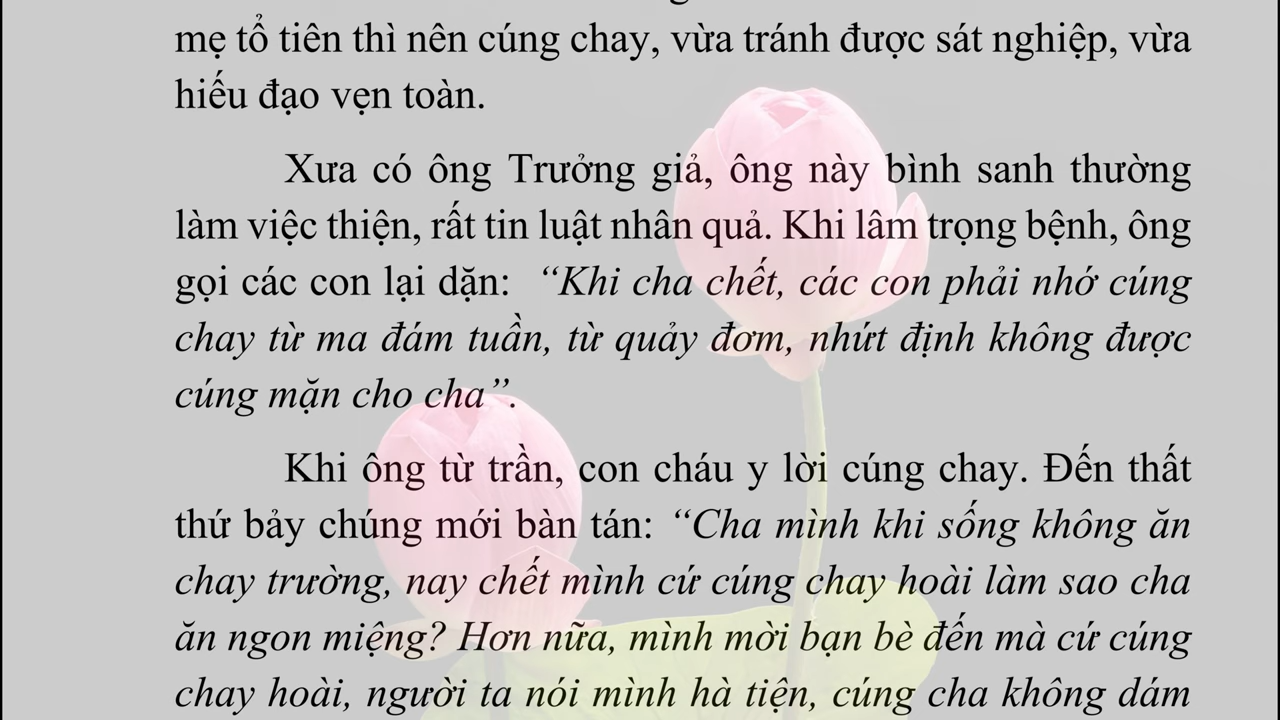 mẹ tổ tiên thì nên cúng chay, vừa tránh được sát nghiệp, vừa
hiếu đạo vẹn toàn.
Xưa có ông Trưởng giả, ông này bình sanh thường
làm việc thiện, rất tin luật nhân quả. Khi lâm trọng bệnh, ông
gọi các con lại dặn: “Khi cha chết, các con phải nhớ cúng
chay từ ma đám tuần, từ quảy đơm, nhứt định không được
cúng mặn cho cha”.
Khi ông từ trần, con cháu y lời cúng chay. Đến thất
thứ bảy chúng mới bàn tán: “Cha mình khi sống không ăn
chay trường, nay chết mình cứ cúng chay hoài làm sao cha
ăn ngon miệng? Hơn nữa, mình mời bạn bè đến mà cứ cúng
chay hoài, người ta nói mình hà tiện, cúng cha không dám